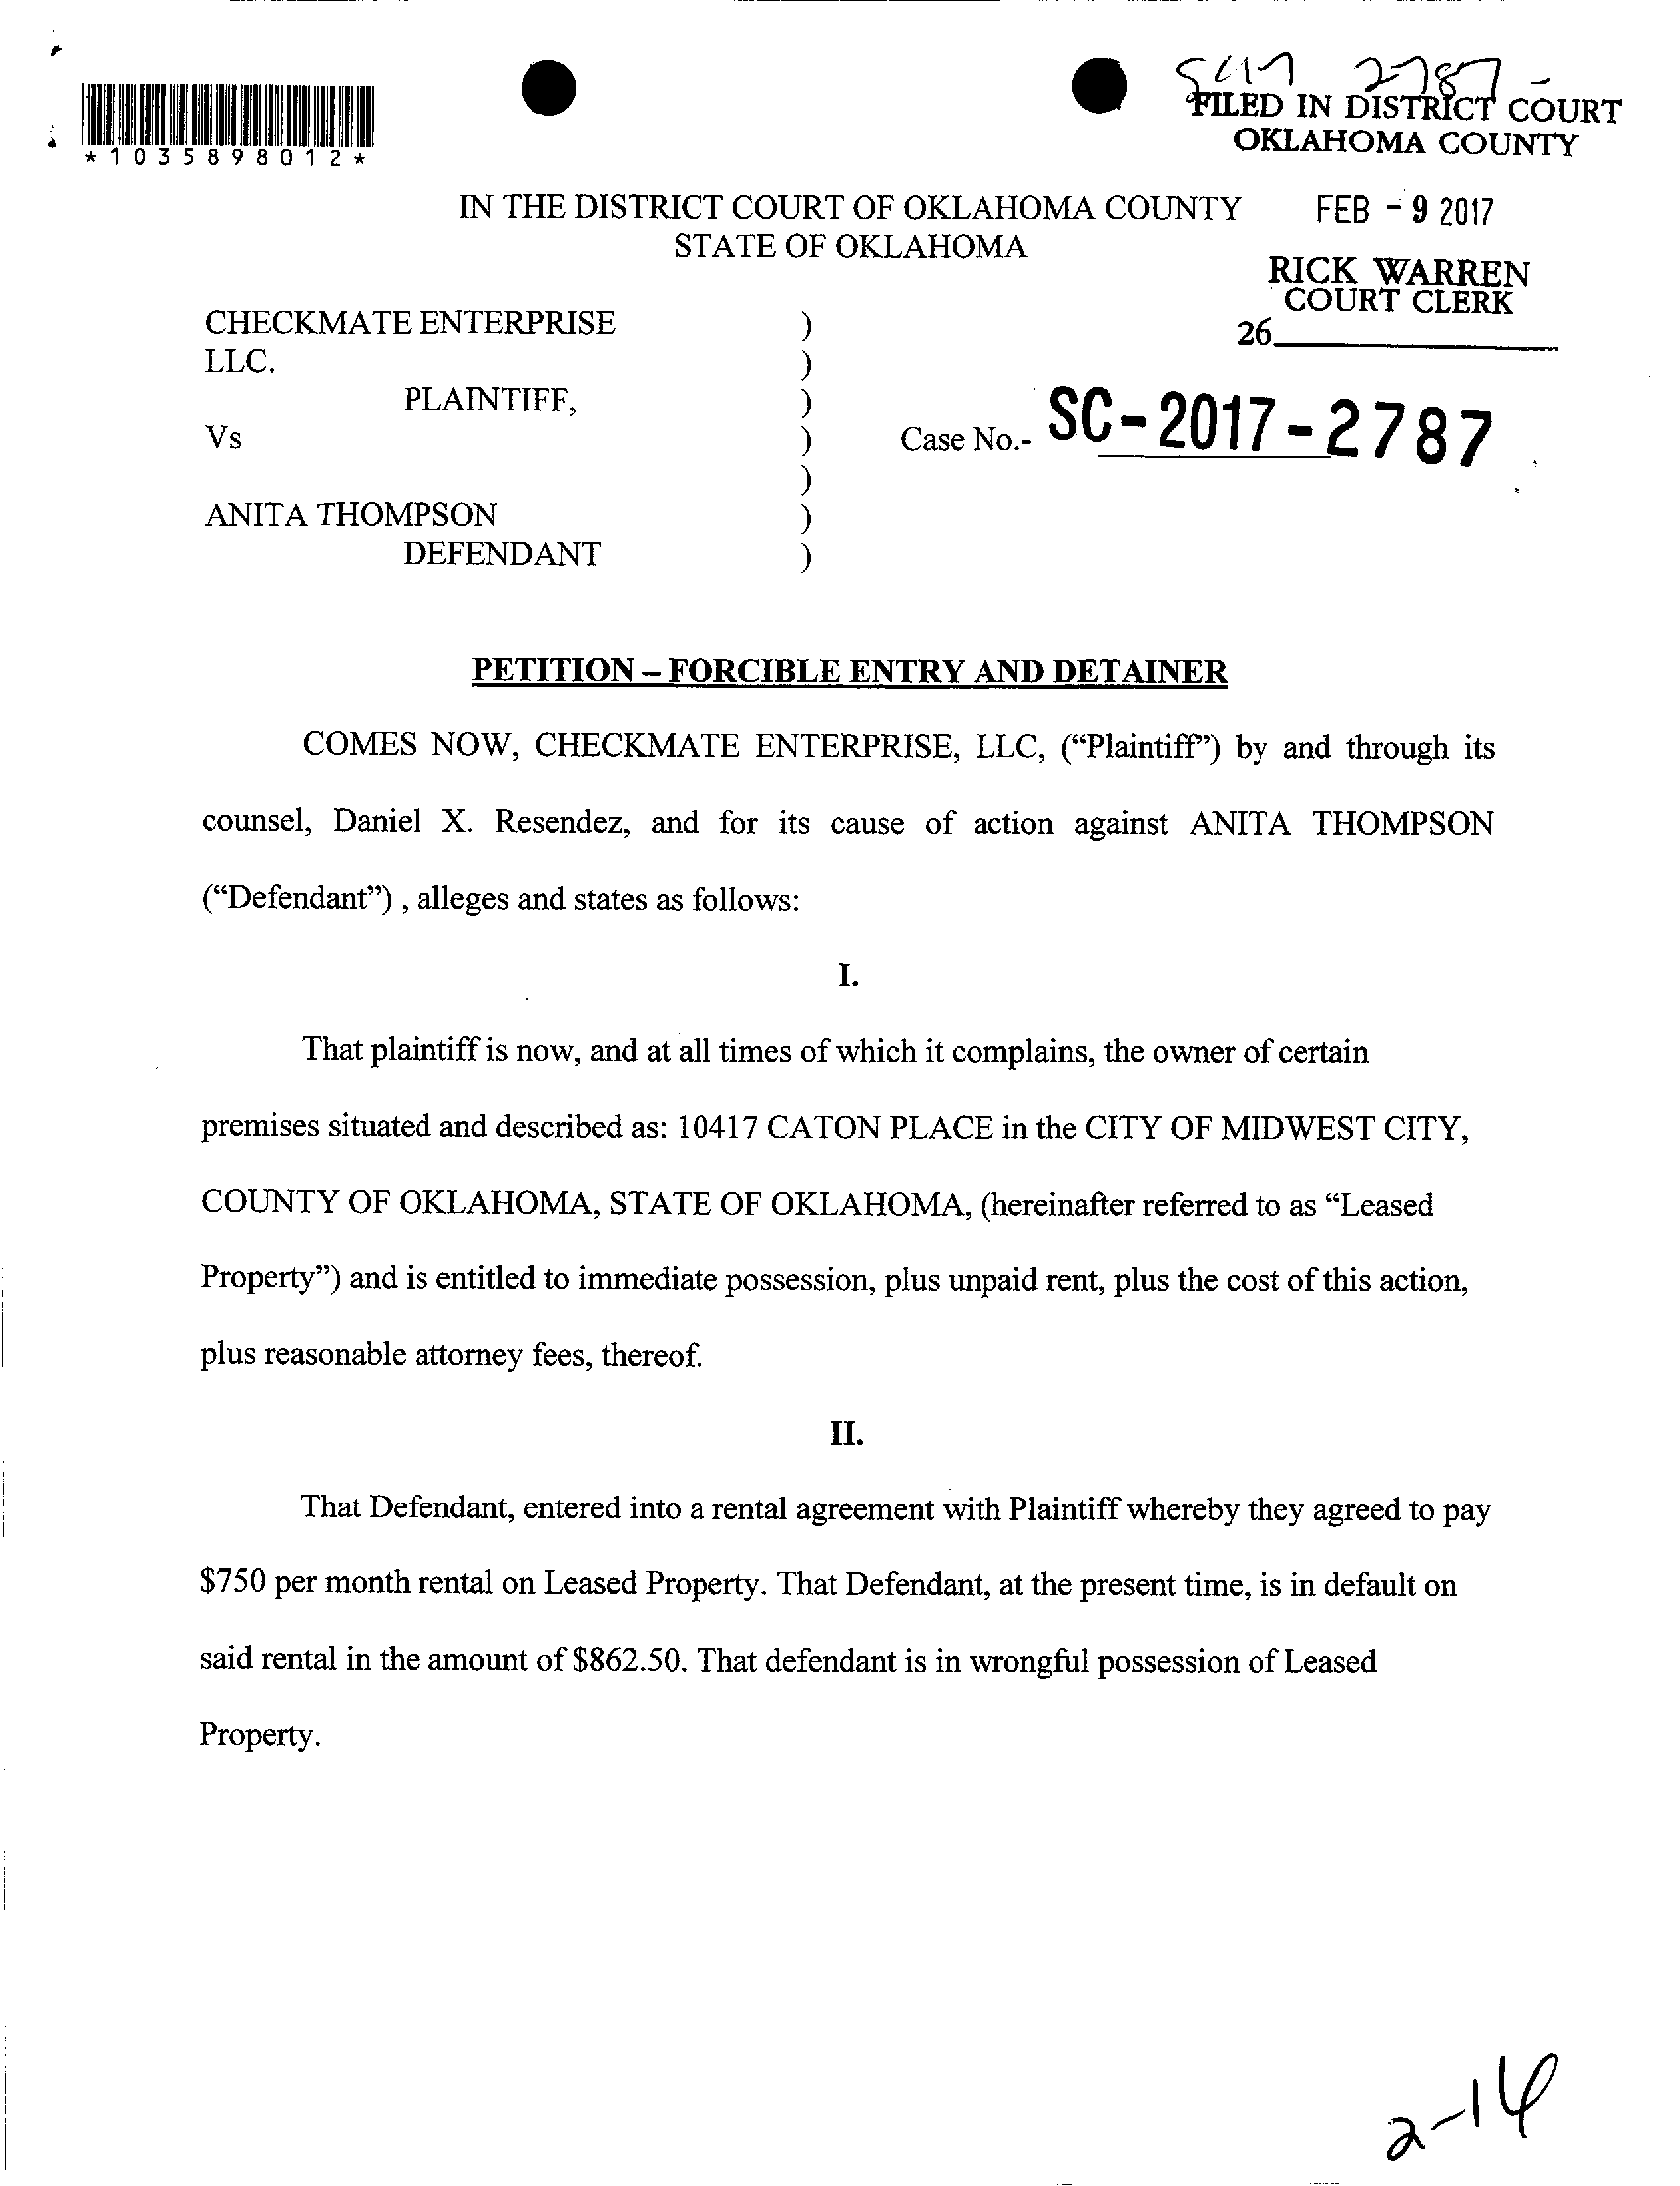 SC17 2787-
FILED IN DISTRICT COURT
OKLAHOMA COUNTY
*1035898012*
IN THE DISTRICT COURT OF OKLAHOMA COUNTY
STATE OF OKLAHOMA
FEB - 9 2017
RICK WARREN
COURT CLERK
26
CHECKMATE ENTERPRISE )
LLC. )
PLAINTIFF, )
Vs ) Case No.- SC-2017-2787
)
ANITA THOMPSON )
DEFENDANT )
PETITION – FORCIBLE ENTRY AND DETAINER
COMES NOW, CHECKMATE ENTERPRISE, LLC, (“Plaintiff”) by and through its
counsel, Daniel X. Resendez, and for its cause of action against ANITA THOMPSON
(“Defendant”) , alleges and states as follows:
I.
That plaintiff is now, and at all times of which it complains, the owner of certain
premises situated and described as: 10417 CATON PLACE in the CITY OF MIDWEST CITY,
COUNTY OF OKLAHOMA, STATE OF OKLAHOMA, (hereinafter referred to as “Leased
Property”) and is entitled to immediate possession, plus unpaid rent, plus the cost of this action,
plus reasonable attorney fees, thereof.
II.
That Defendant, entered into a rental agreement with Plaintiff whereby they agreed to pay
$750 per month rental on Leased Property. That Defendant, at the present time, is in default on
said rental in the amount of $862.50. That defendant is in wrongful possession of Leased
Property.
2-14